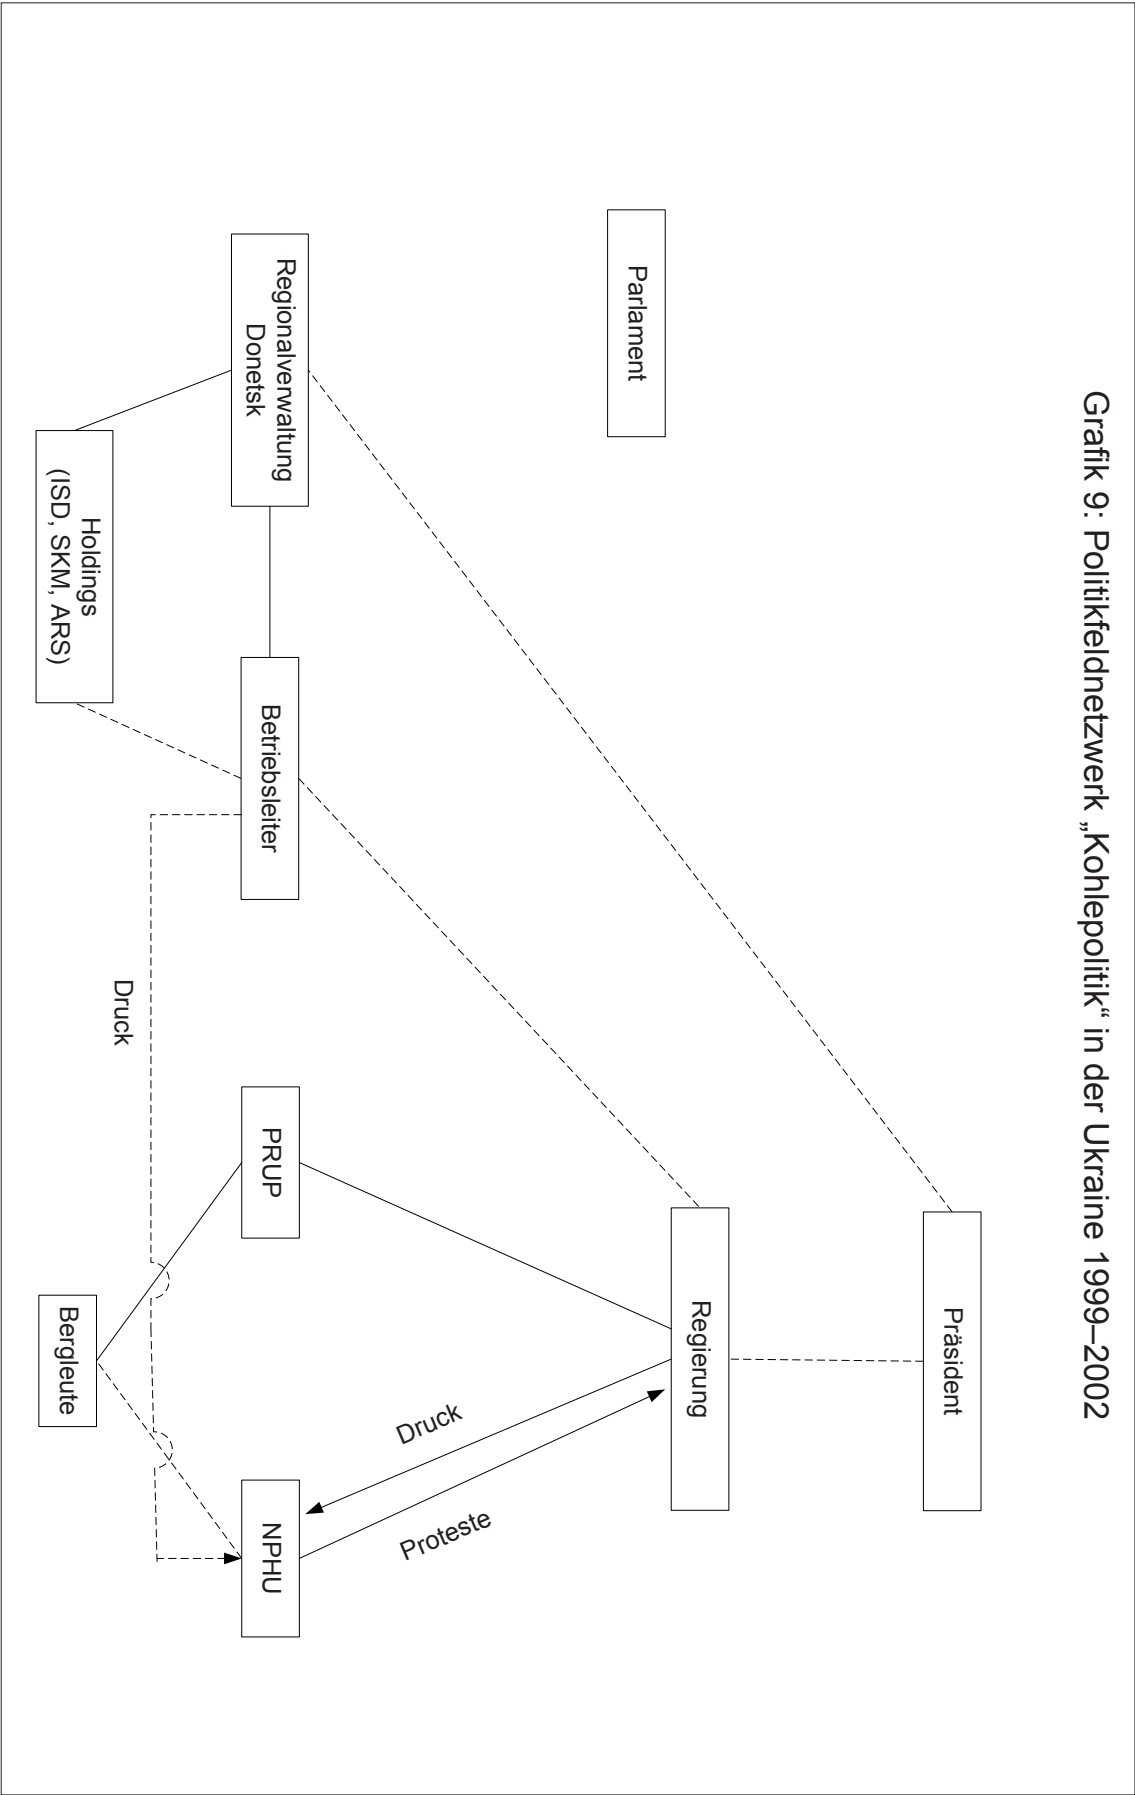 Grafik 9: Politikfeldnetzwerk „Kohlepolitik“ in der Ukraine 1999–2002
Präsident
Parlament
Regierung
Druck
Proteste
Regionalverwaltung
Donetsk
Betriebsleiter
PRUP
NPHU
Druck
Holdings
(ISD, SKM, ARS)
Bergleute